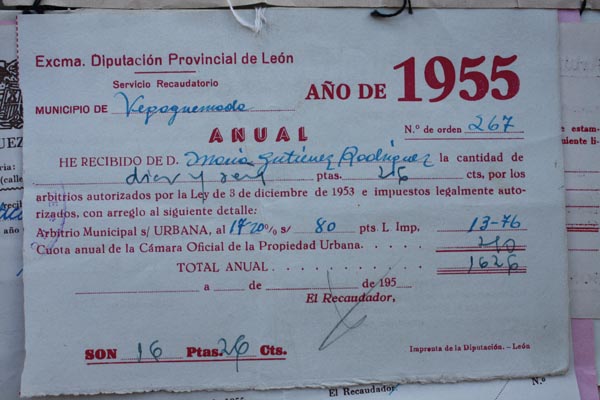 Excma. Diputación Provincial de León
Servicio Recaudatorio
AÑO DE 1955
MUNICIPIO DE Vegaquemada
ANUAL
N.º de orden 267
HE RECIBIDO DE D. María Gutiérrez Rodríguez la cantidad de
diez y seis ptas. 26 cts, por los
arbitrios autorizados por la Ley de 3 de diciembre de 1953 e impuestos legalmente auto-
rizados, con arreglo al siguiente detalle:
Arbitrio Municipal s/ URBANA, al 17'20% s/ 80 pts. L Imp. 13-76
Cuota anual de la Cámara Oficial de la Propiedad Urbana. . . . . 250
TOTAL ANUAL. . . . . . . . 1626
a de de 195
El Recaudador,
SON 16 Ptas. 26 Cts.
Imprenta de la Diputación.-León
El Recaudador,
N.º